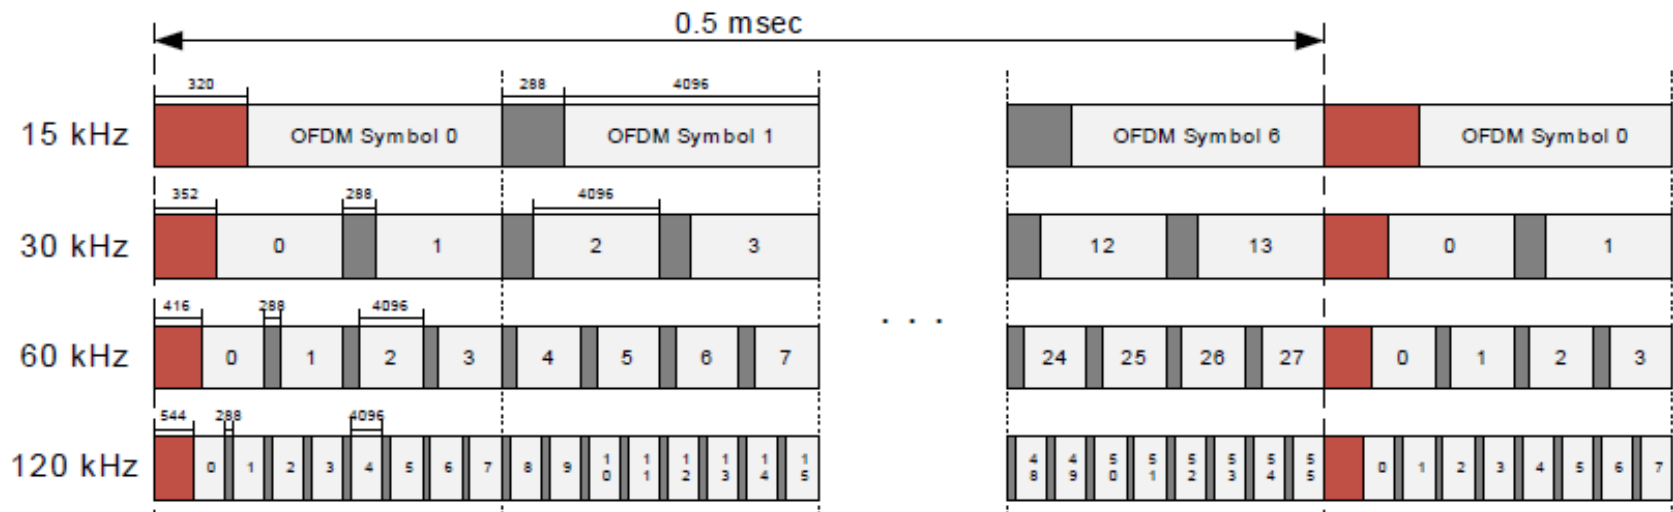 0.5 msec
320 288 4096
15 kHz OFDM Symbol 0 OFDM Symbol 1 OFDM Symbol 6 OFDM Symbol 0
352 288 4096
30 kHz 0 1 2 3 12 13 0 1
416 288 4096
. . .
60 kHz 0 1 2 3 4 5 6 7 24 25 26 27 0 1 2 3
544 288 4096
120 kHz 0 1 2 3 4 5 6 7 8 9 10 11 12 13 14 15 48 49 50 51 52 53 54 55 0 1 2 3 4 5 6 7